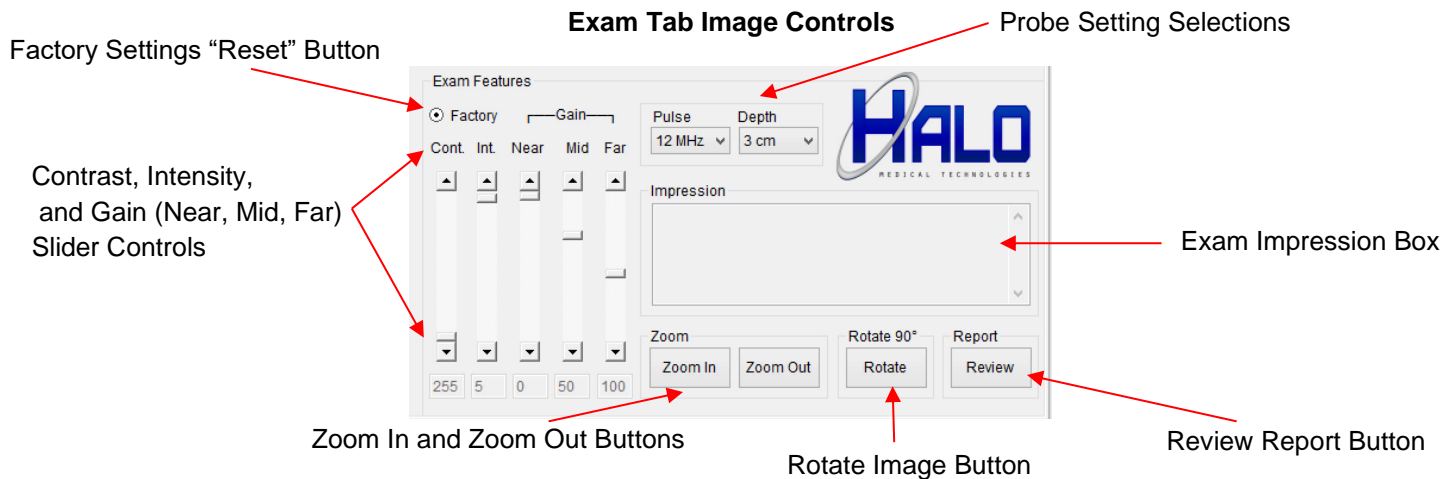 Exam Tab Image Controls
Probe Setting Selections
Factory Settings “Reset” Button
Exam Features
Factory
Gain
Cont. Int. Near Mid Far
Pulse Depth
12 MHz 3 cm
HALO
MEDICAL TECHNOLOGIES
Contrast, Intensity,
and Gain (Near, Mid, Far)
Slider Controls
Impression
Exam Impression Box
Zoom Rotate 90° Report
Zoom In Zoom Out Rotate Review
255 5 0 50 100
Zoom In and Zoom Out Buttons
Rotate Image Button
Review Report Button